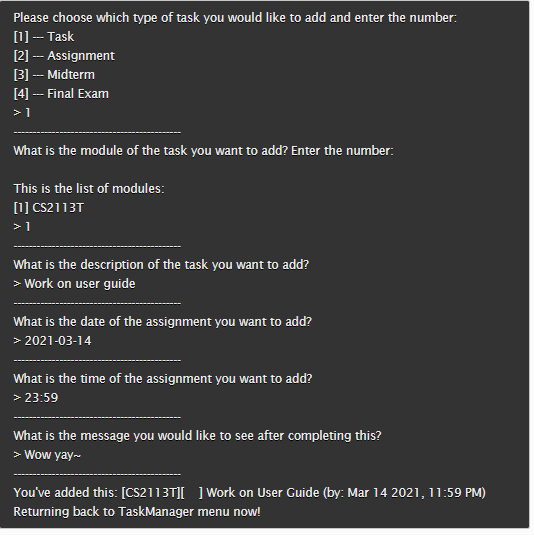 Please choose which type of task you would like to add and enter the number:
[1] --- Task
[2] --- Assignment
[3] --- Midterm
[4] --- Final Exam
> 1
--------------------------------------------
What is the module of the task you want to add? Enter the number:
This is the list of modules:
[1] CS2113T
> 1
--------------------------------------------
What is the description of the task you want to add?
> Work on user guide
--------------------------------------------
What is the date of the assignment you want to add?
> 2021-03-14
--------------------------------------------
What is the time of the assignment you want to add?
> 23:59
--------------------------------------------
What is the message you would like to see after completing this?
> Wow yay~
--------------------------------------------
You've added this: [CS2113T][    ] Work on User Guide (by: Mar 14 2021, 11:59 PM)
Returning back to TaskManager menu now!